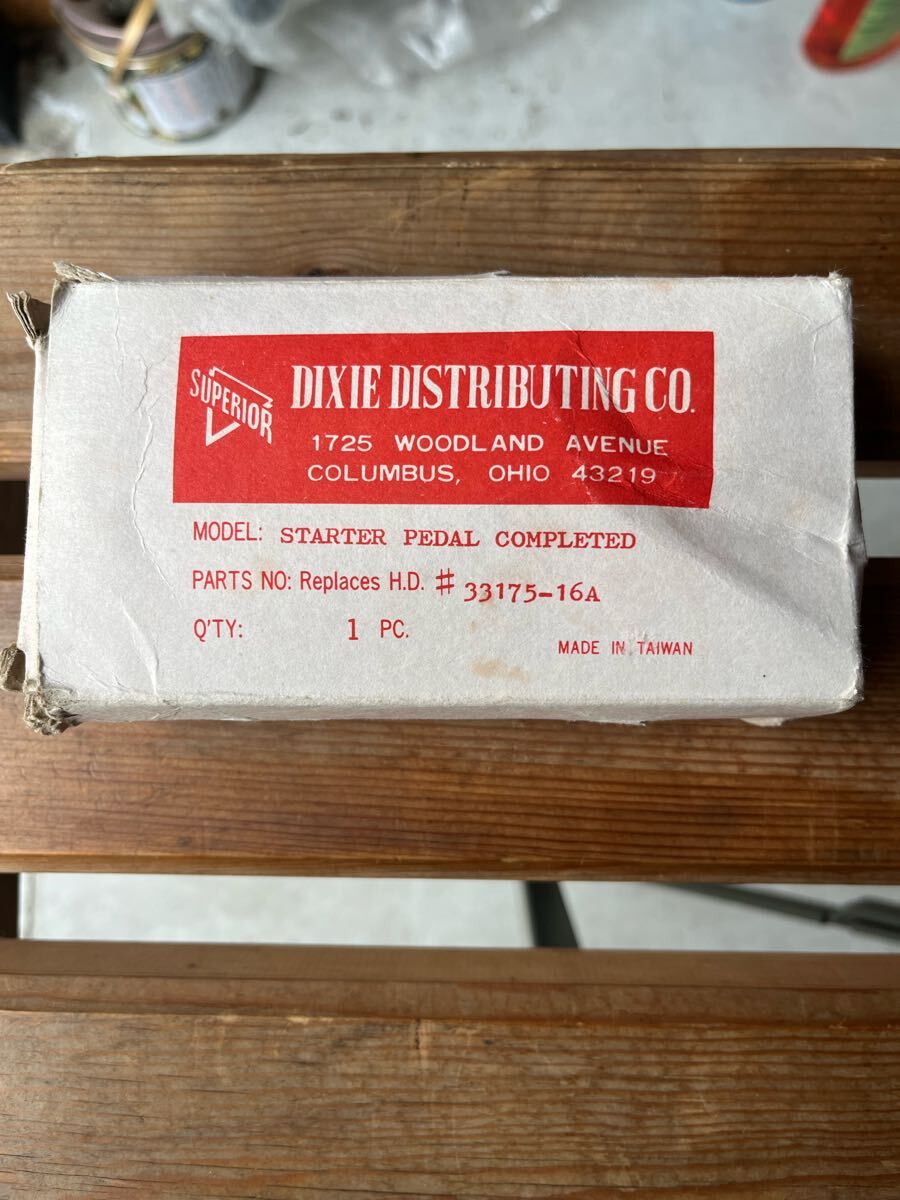 SUPERIOR
DIXIE DISTRIBUTING CO.
1725 WOODLAND AVENUE
COLUMBUS, OHIO 43219
MODEL: STARTER PEDAL COMPLETED
PARTS NO: Replaces H.D. # 33175-16A
Q'TY: 1 PC.
MADE IN TAIWAN